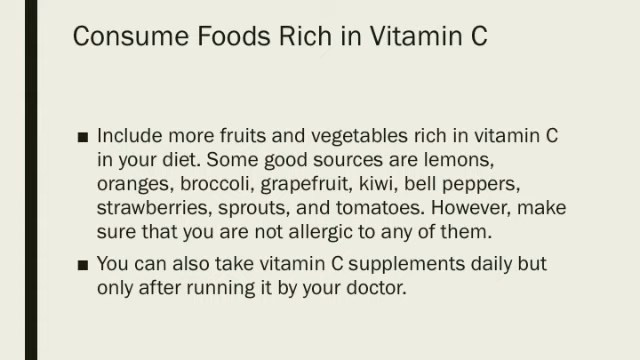 Consume Foods Rich in Vitamin C
■ Include more fruits and vegetables rich in vitamin C
in your diet. Some good sources are lemons,
oranges, broccoli, grapefruit, kiwi, bell peppers,
strawberries, sprouts, and tomatoes. However, make
sure that you are not allergic to any of them.
■ You can also take vitamin C supplements daily but
only after running it by your doctor.